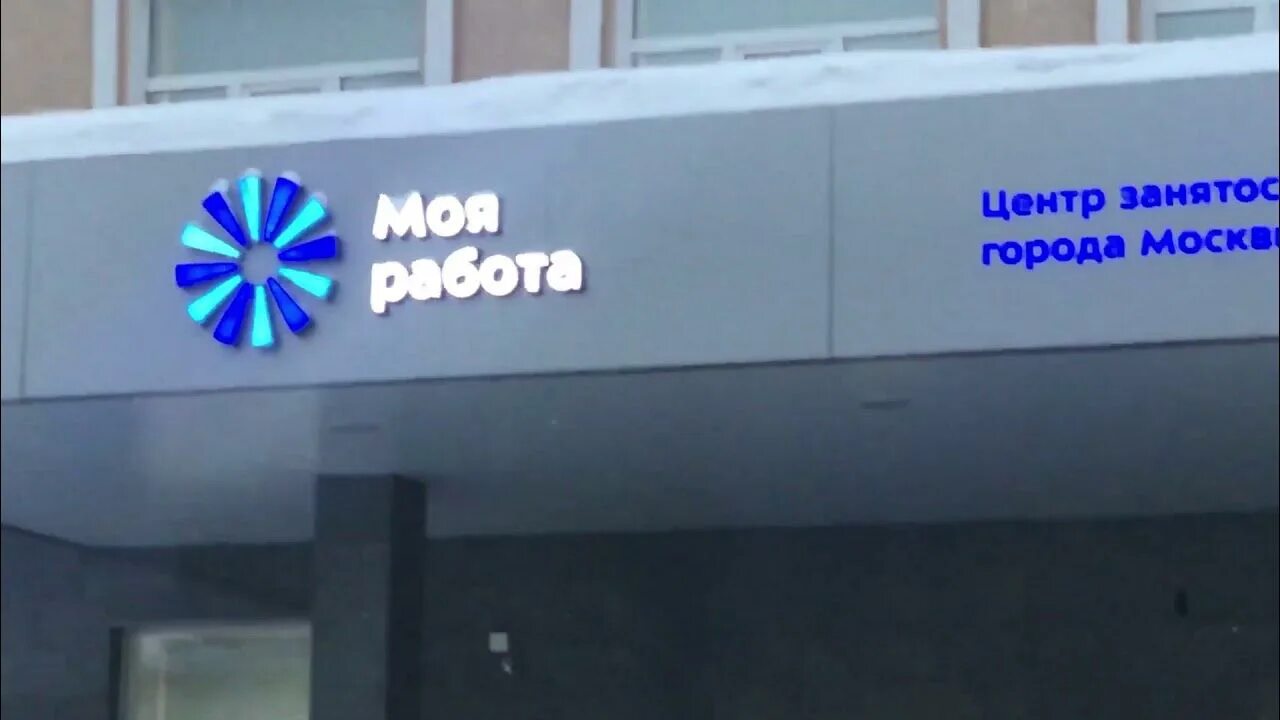 Моя
работа
Центр занятос
города Москв